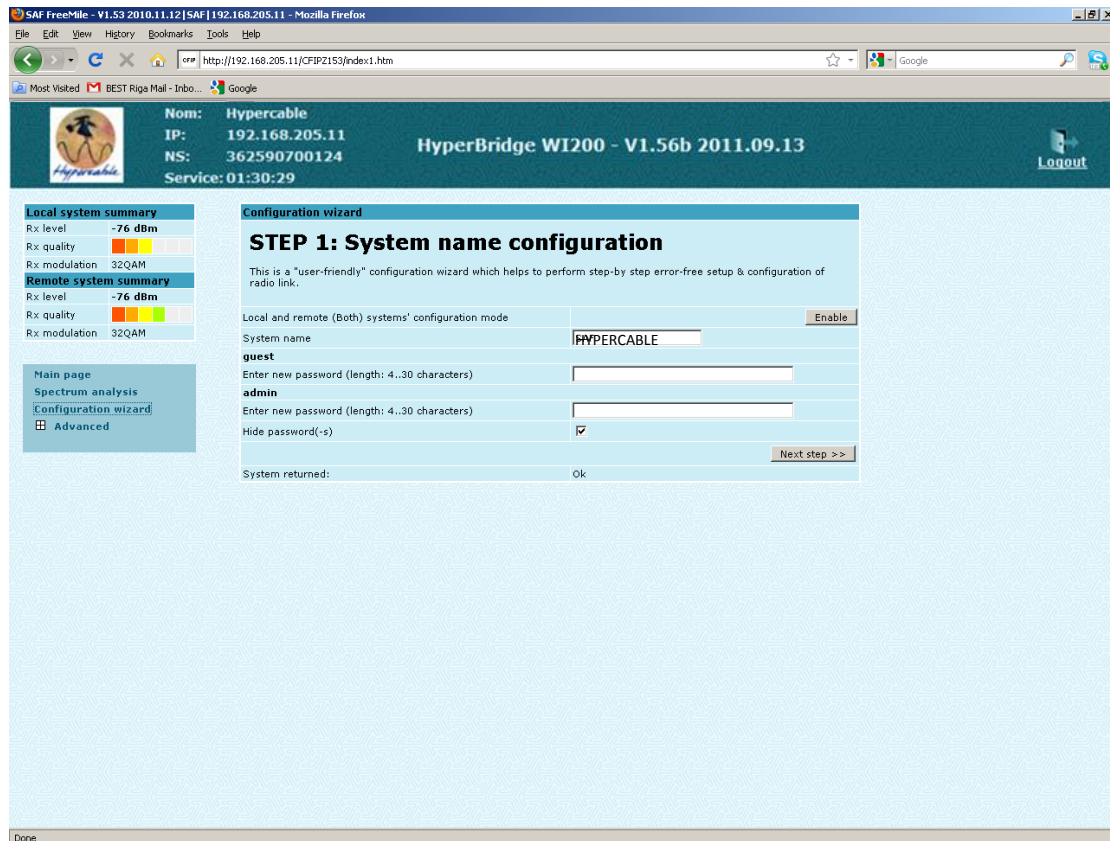 SAF FreeMile - V1.53 2010.11.12|SAF|192.168.205.11 - Mozilla Firefox
File Edit View History Bookmarks Tools Help
CFIP http://192.168.205.11/CFIPZ153/index1.htm Google
Most Visited BEST Riga Mail - Inbo... Google
Hypercable
Nom: Hypercable
IP: 192.168.205.11
NS: 362590700124
Service: 01:30:29
HyperBridge WI200 - V1.56b 2011.09.13
Logout
Local system summary
Rx level -76 dBm
Rx quality
Rx modulation 32QAM
Remote system summary
Rx level -76 dBm
Rx quality
Rx modulation 32QAM
Main page
Spectrum analysis
Configuration wizard
Advanced
Configuration wizard
STEP 1: System name configuration
This is a "user-friendly" configuration wizard which helps to perform step-by step error-free setup & configuration of
radio link.
Local and remote (Both) systems' configuration mode Enable
System name HYPERCABLE
guest
Enter new password (length: 4..30 characters)
admin
Enter new password (length: 4..30 characters)
Hide password(-s)
Next step >>
System returned: Ok
Done